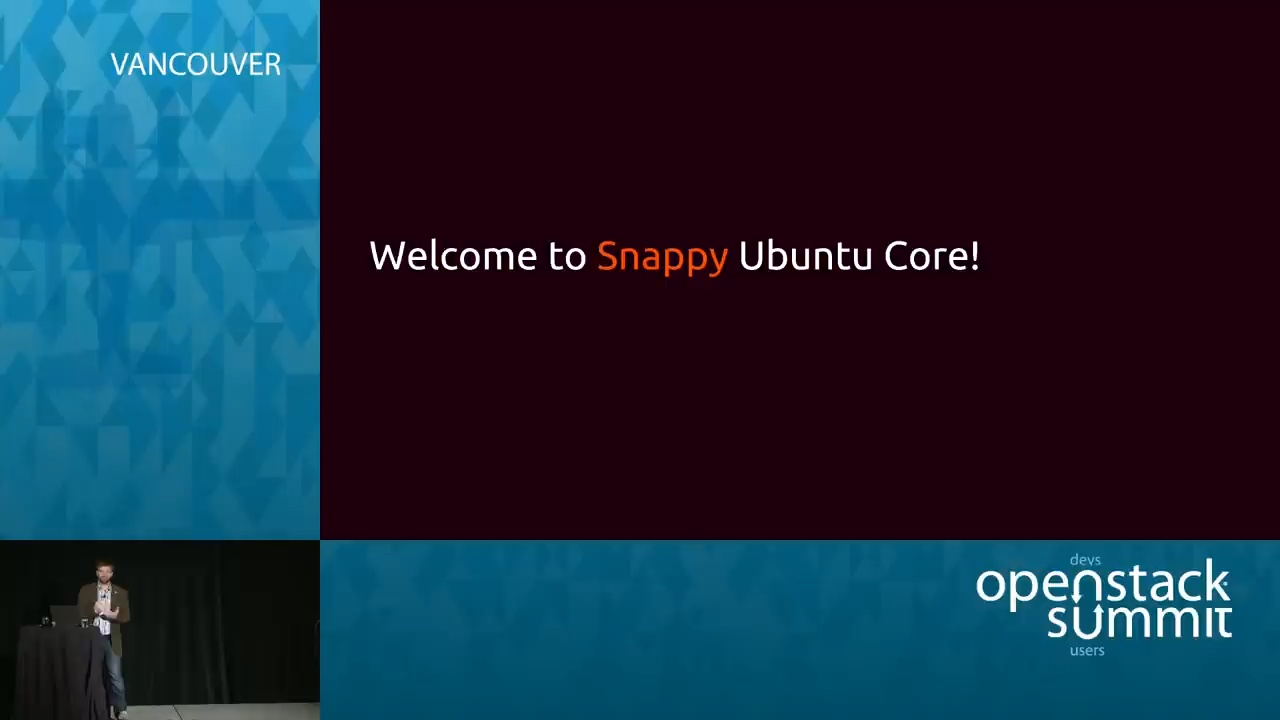 VANCOUVER
Welcome to Snappy Ubuntu Core!
devs
openstack
summit
users